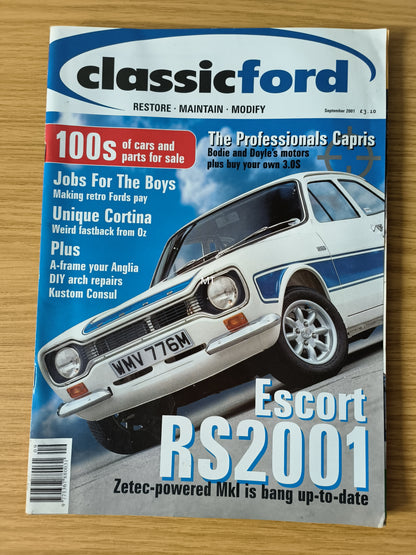 classicford
RESTORE · MAINTAIN · MODIFY
September 2001 £3.10
100s of cars and
parts for sale
The Professionals Capris
Bodie and Doyle's motors
plus buy your own 3.0S
Jobs For The Boys
Making retro Fords pay
Unique Cortina
Weird fastback from Oz
Plus
A-frame your Anglia
DIY arch repairs
Kustom Consul
WMV 776M
Escort
RS2001
Zetec-powered MkI is bang up-to-date